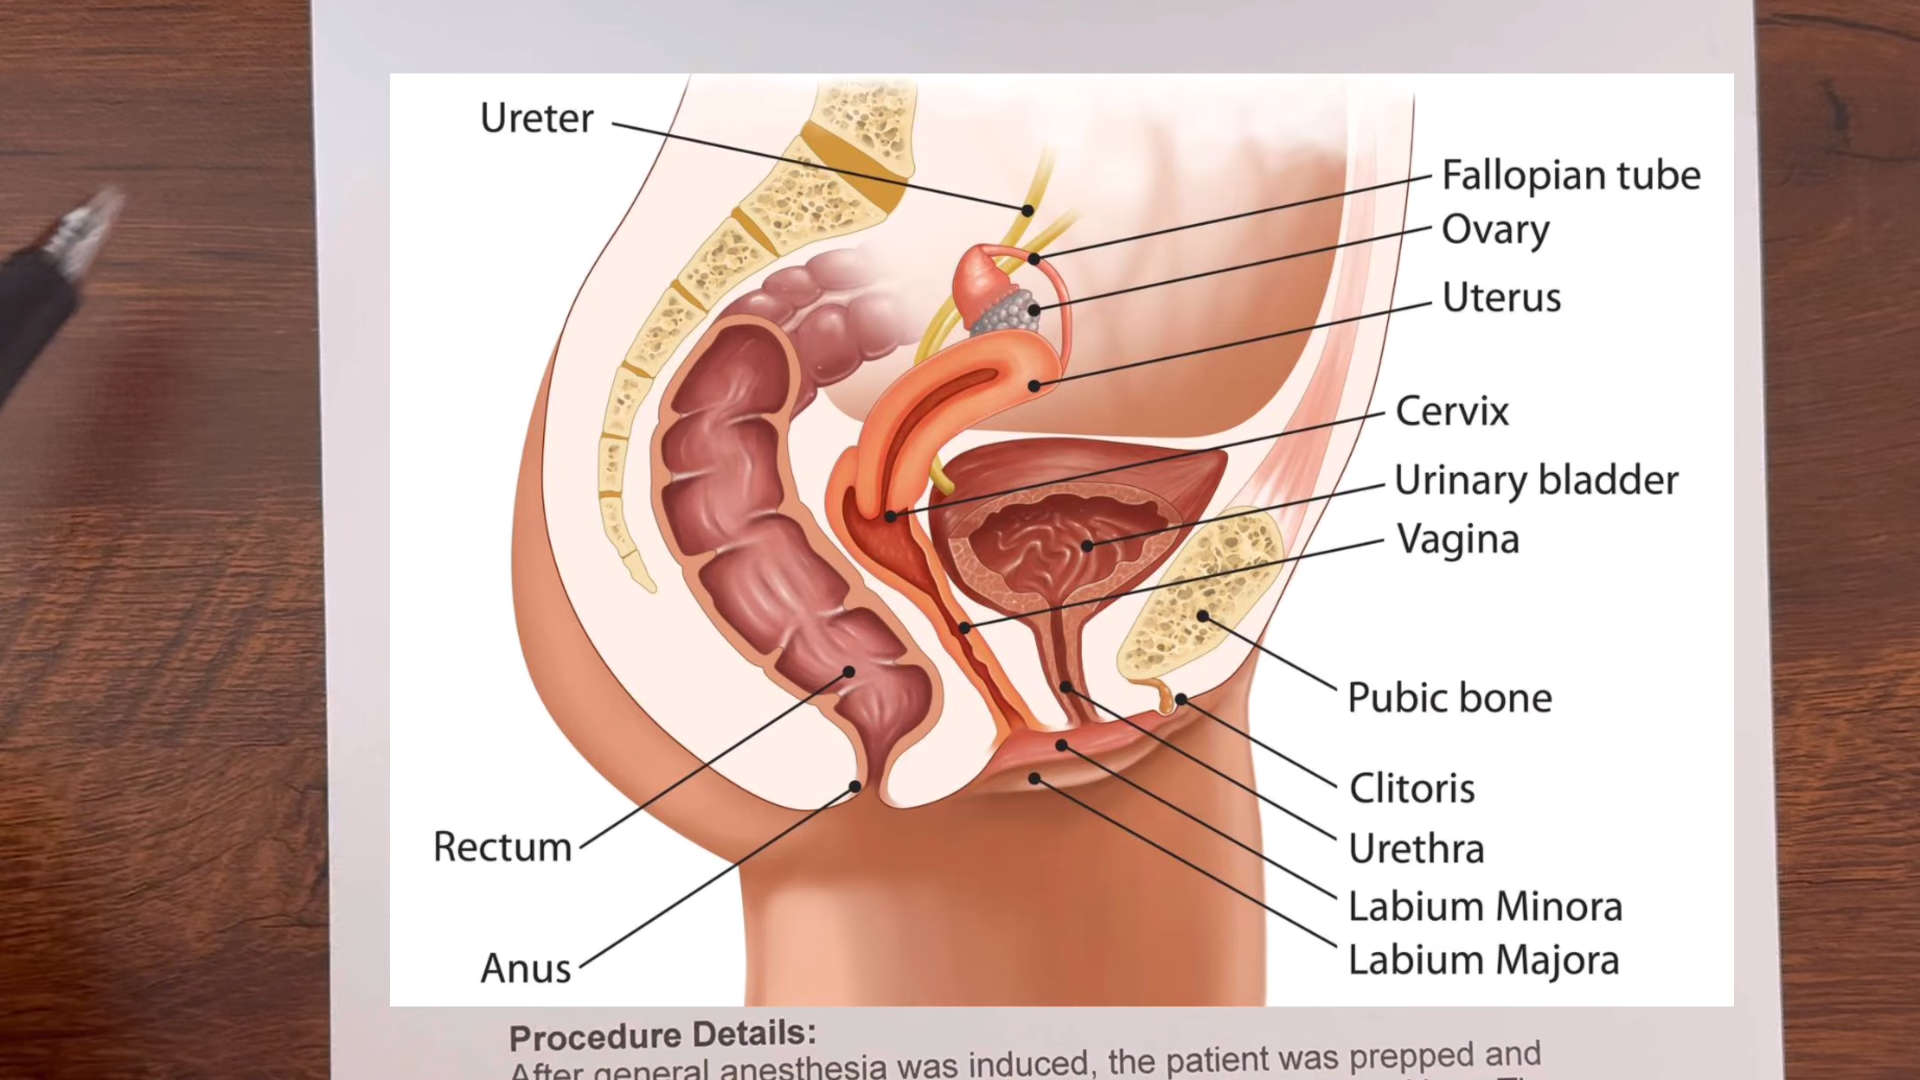 Ureter
Fallopian tube
Ovary
Uterus
Cervix
Urinary bladder
Vagina
Pubic bone
Clitoris
Urethra
Labium Minora
Labium Majora
Rectum
Anus
Procedure Details:
After general anesthesia was induced, the patient was prepped and